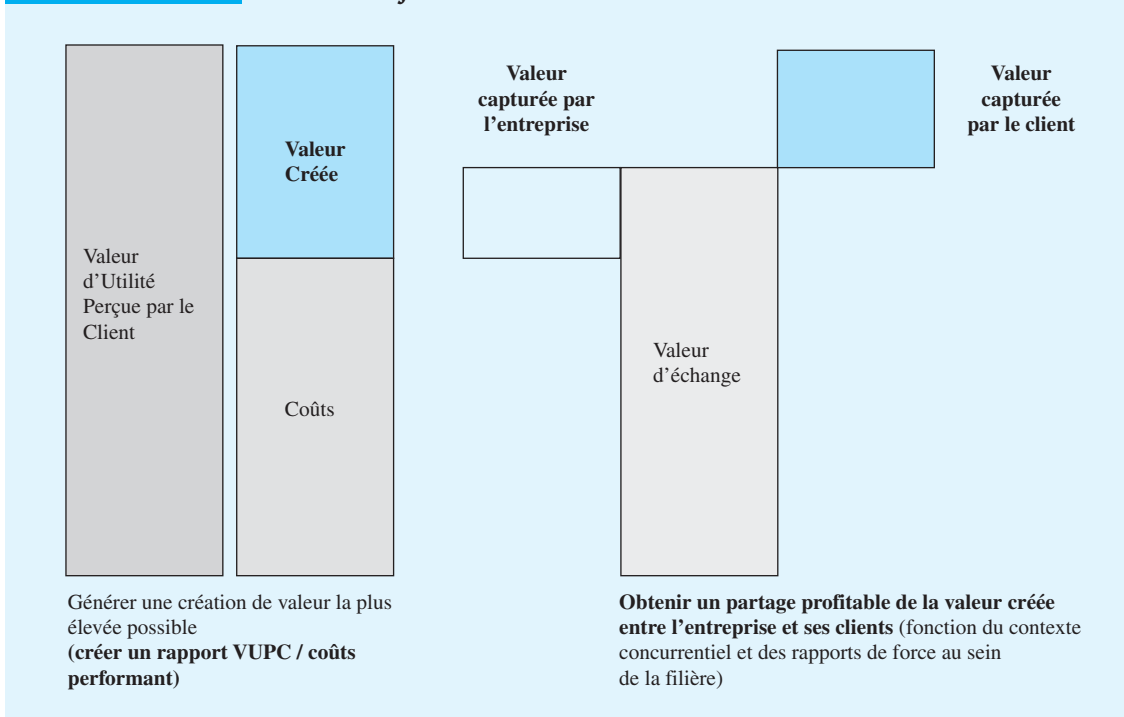 Valeur
d'Utilité
Perçue par le
Client
Valeur
Créée
Coûts
Générer une création de valeur la plus
élevée possible
(créer un rapport VUPC / coûts
performant)
Valeur
capturée par
l'entreprise
Valeur
d'échange
Valeur
capturée
par le client
Obtenir un partage profitable de la valeur créée
entre l'entreprise et ses clients (fonction du contexte
concurrentiel et des rapports de force au sein
de la filière)